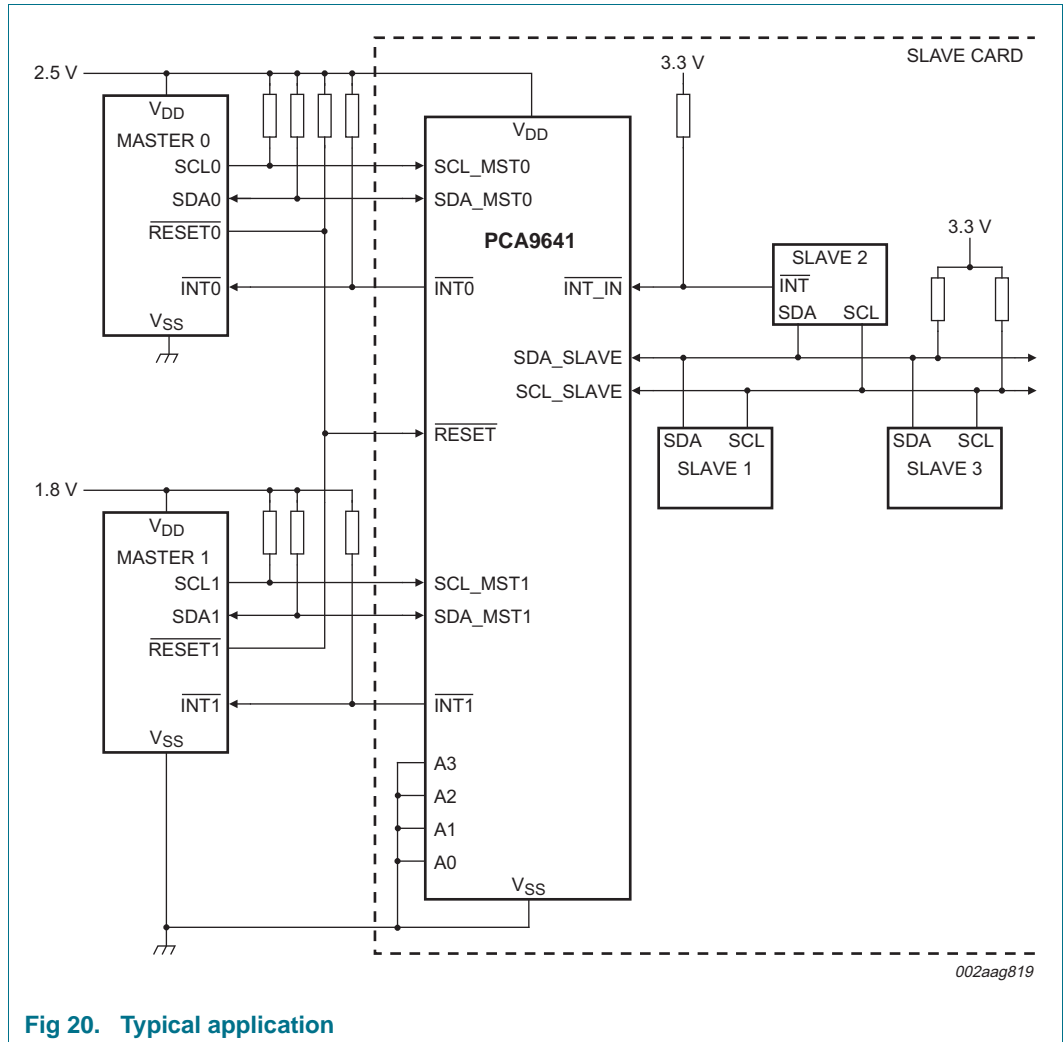 SLAVE CARD
2.5 V
3.3 V
VDD
MASTER 0
SCL0
SDA0
RESET0
INT0
VSS
VDD
SCL_MST0
SDA_MST0
PCA9641
INT0
INT_IN
SLAVE 2
INT
SDA SCL
3.3 V
SDA_SLAVE
SCL_SLAVE
RESET
SDA SCL
SLAVE 1
SDA SCL
SLAVE 3
1.8 V
VDD
MASTER 1
SCL1
SDA1
RESET1
INT1
VSS
SCL_MST1
SDA_MST1
INT1
A3
A2
A1
A0
VSS
002aag819
Fig 20. Typical application